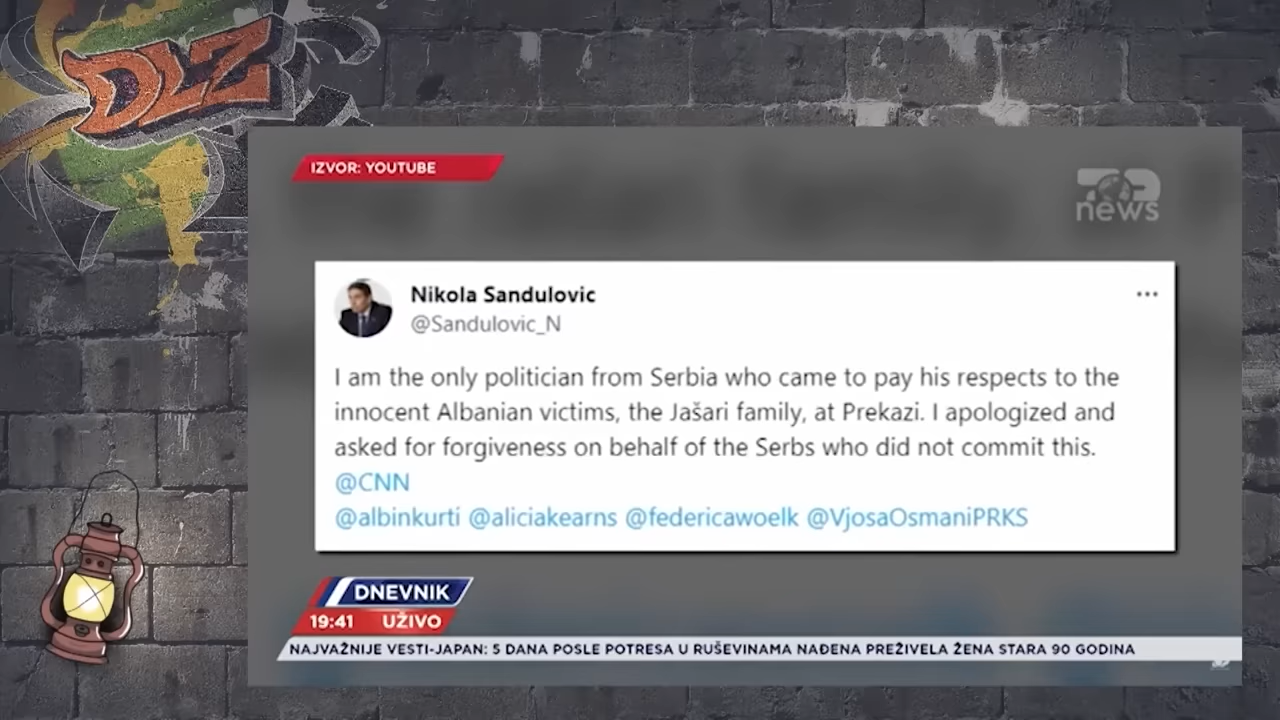 DLZ
IZVOR: YOUTUBE
news
Nikola Sandulovic
@Sandulovic_N
I am the only politician from Serbia who came to pay his respects to the
innocent Albanian victims, the Jašari family, at Prekazi. I apologized and
asked for forgiveness on behalf of the Serbs who did not commit this.
@CNN
@albinkurti @aliciakearns @federicawoelk @VjosaOsmaniPRKS
DNEVNIK
19:41 UŽIVO
NAJVAŽNIJE VESTI-JAPAN: 5 DANA POSLE POTRESA U RUŠEVINAMA NAĐENA PREŽIVELA ŽENA STARA 90 GODINA